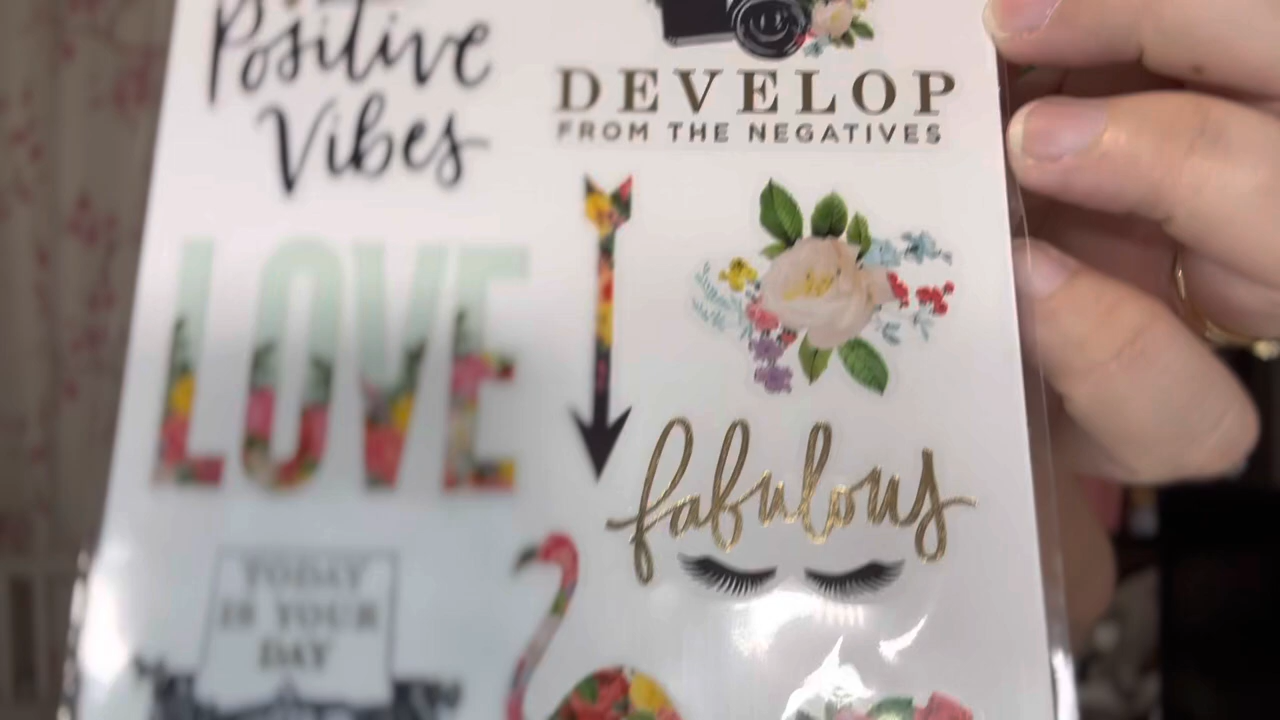 Positive
Vibes
DEVELOP
FROM THE NEGATIVES
LOVE
fabulous
TODAY
IS YOUR
DAY